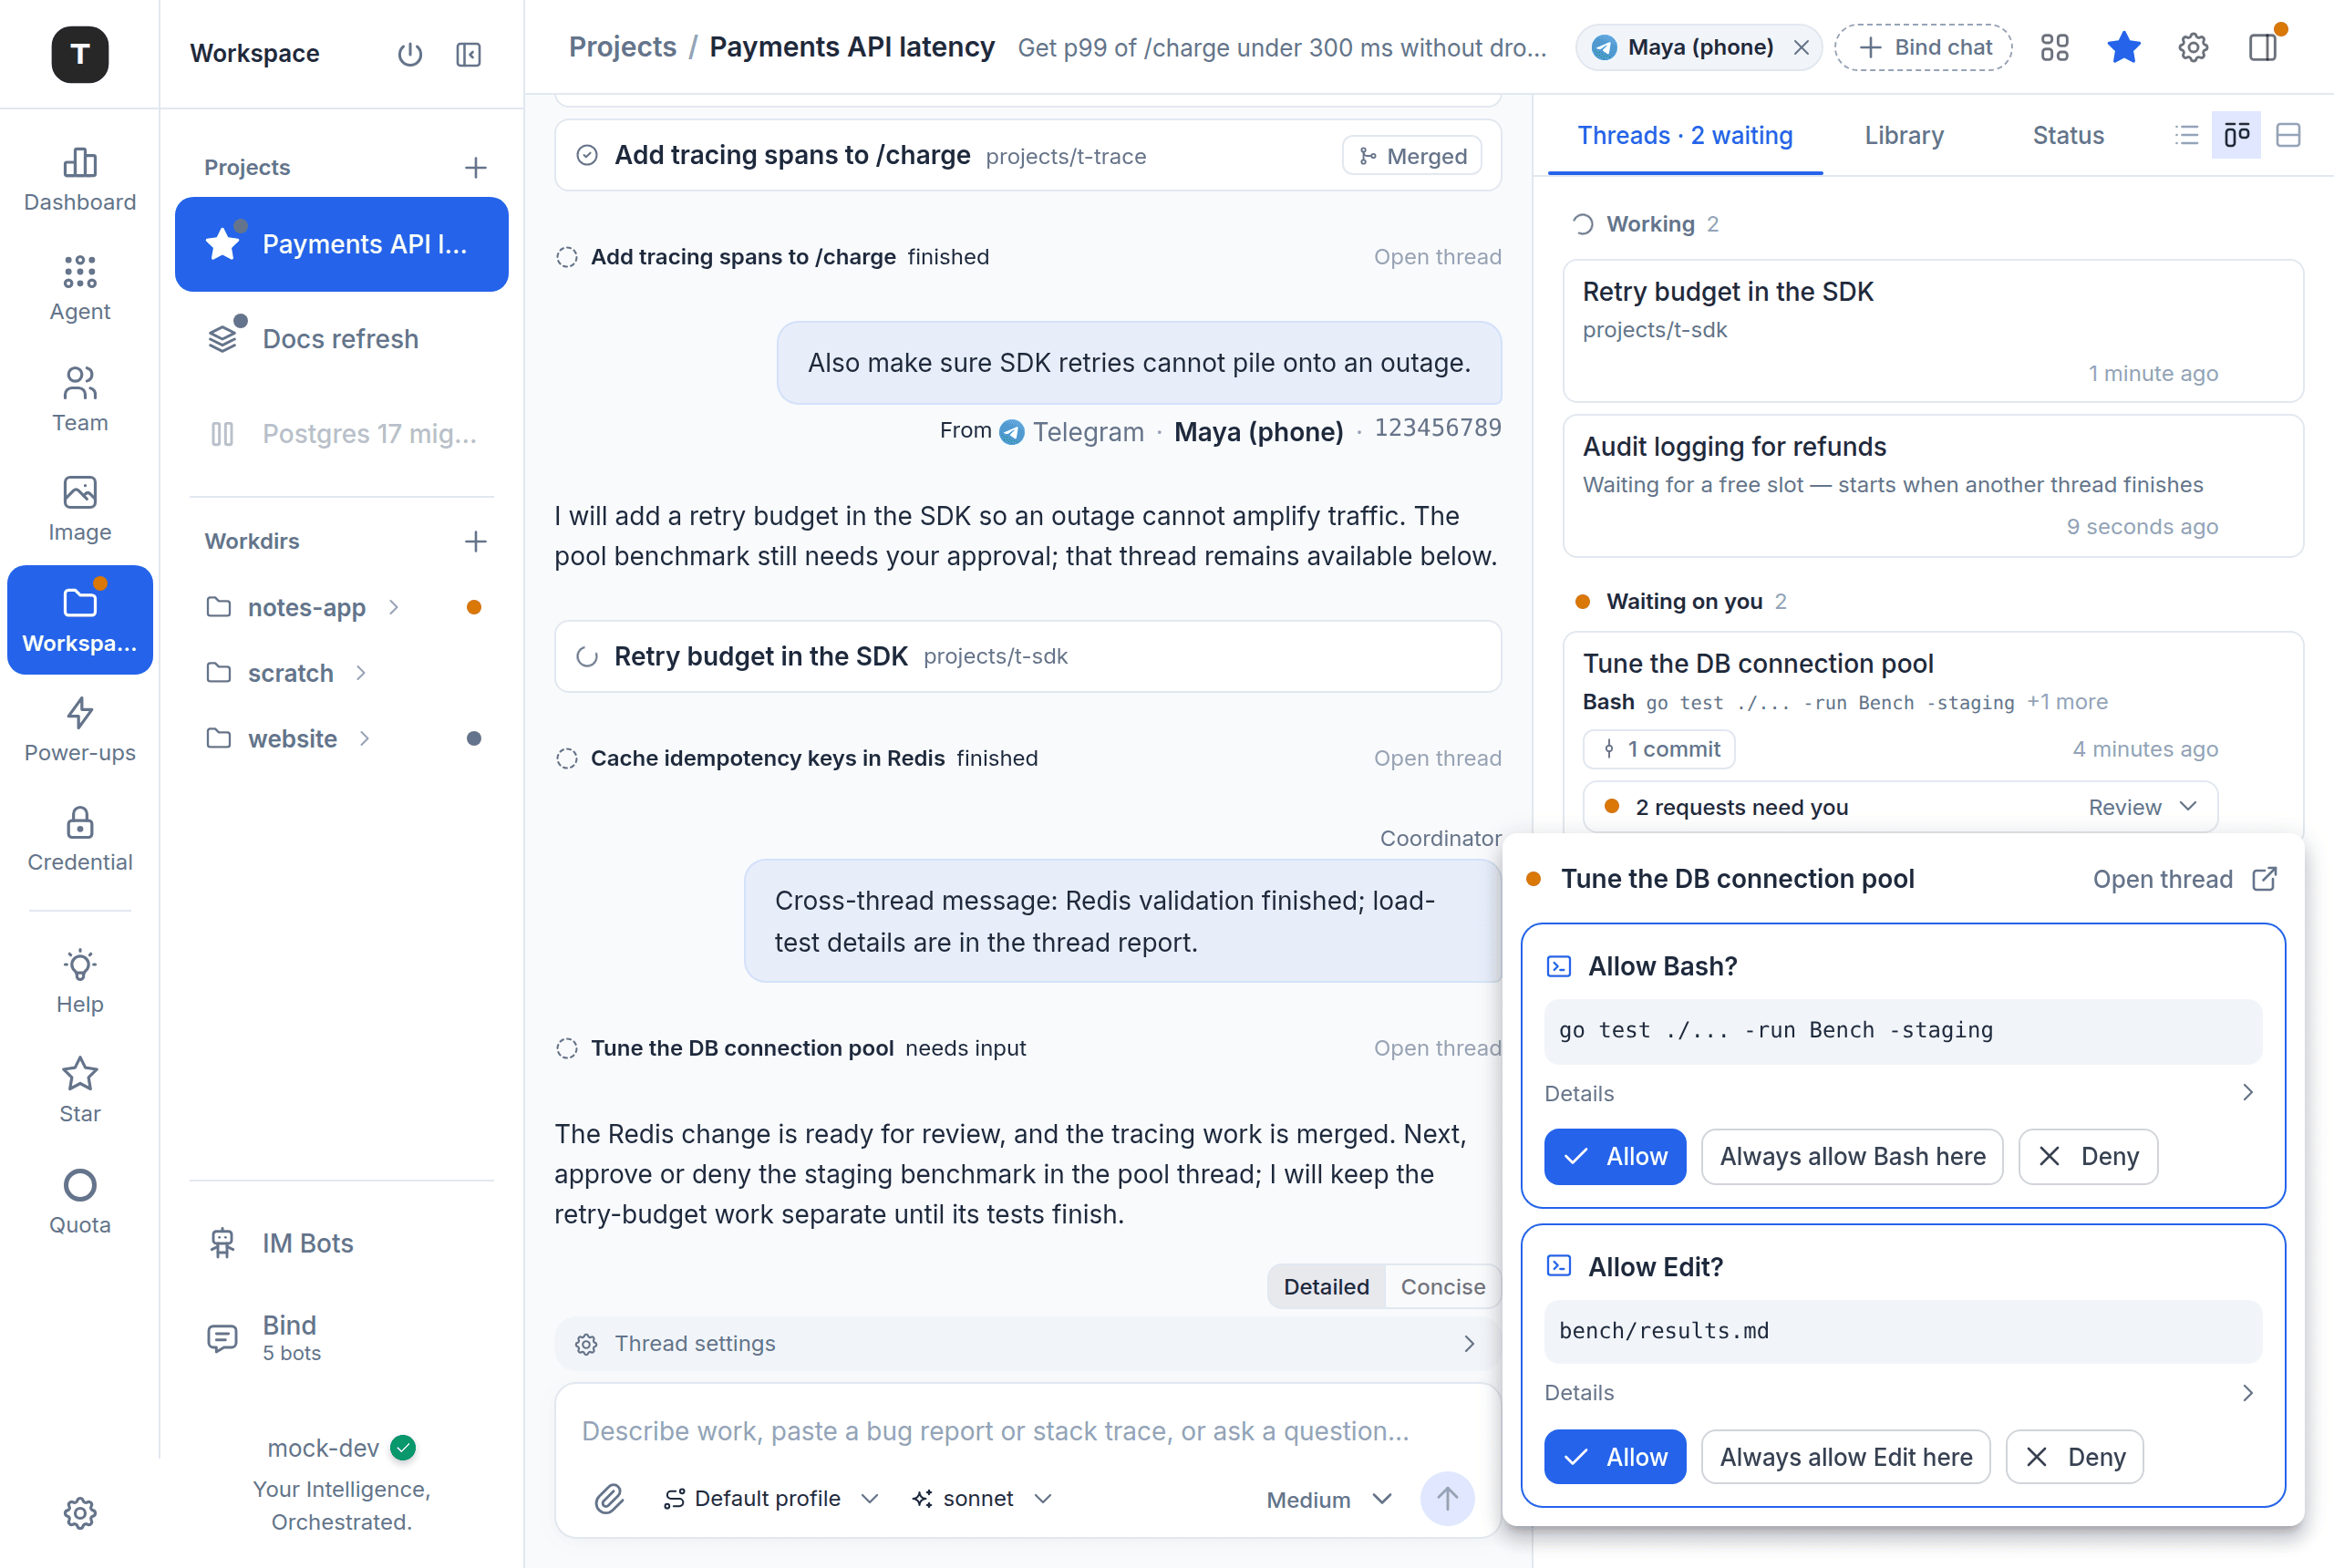 T
Dashboard
Agent
Team
Image
Workspa...
Power-ups
Credential
Help
Star
Quota
Workspace
Projects
Payments API l...
Docs refresh
Postgres 17 mig...
Workdirs
notes-app
scratch
website
IM Bots
Bind
5 bots
mock-dev
Your Intelligence,
Orchestrated.
Projects / Payments API latency Get p99 of /charge under 300 ms without dro... Maya (phone) Bind chat
Add tracing spans to /charge projects/t-trace Merged
Add tracing spans to /charge finished Open thread
Also make sure SDK retries cannot pile onto an outage.
From Telegram · Maya (phone) · 123456789
I will add a retry budget in the SDK so an outage cannot amplify traffic. The
pool benchmark still needs your approval; that thread remains available below.
Retry budget in the SDK projects/t-sdk
Cache idempotency keys in Redis finished Open thread
Coordinator
Cross-thread message: Redis validation finished; load-
test details are in the thread report.
Tune the DB connection pool needs input Open thread
The Redis change is ready for review, and the tracing work is merged. Next,
approve or deny the staging benchmark in the pool thread; I will keep the
retry-budget work separate until its tests finish.
Detailed Concise
Thread settings
Describe work, paste a bug report or stack trace, or ask a question...
Default profile sonnet Medium
Threads · 2 waiting Library Status
Working 2
Retry budget in the SDK
projects/t-sdk
1 minute ago
Audit logging for refunds
Waiting for a free slot — starts when another thread finishes
9 seconds ago
Waiting on you 2
Tune the DB connection pool
Bash go test ./... -run Bench -staging +1 more
1 commit 4 minutes ago
2 requests need you Review
Tune the DB connection pool Open thread
Allow Bash?
go test ./... -run Bench -staging
Details
Allow Always allow Bash here Deny
Allow Edit?
bench/results.md
Details
Allow Always allow Edit here Deny